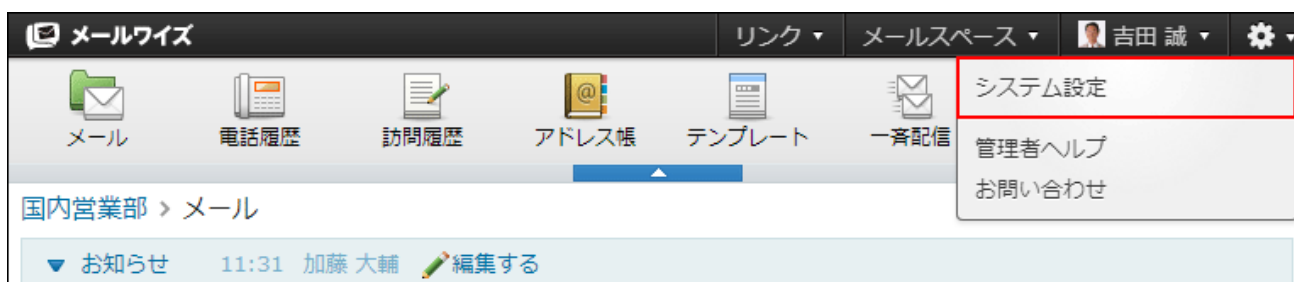 メールワイズ リンク メールスペース 吉田 誠
システム設定
メール 電話履歴 訪問履歴 アドレス帳 テンプレート 一斉配信
管理者ヘルプ
お問い合わせ
国内営業部 > メール
お知らせ 11:31 加藤 大輔 編集する